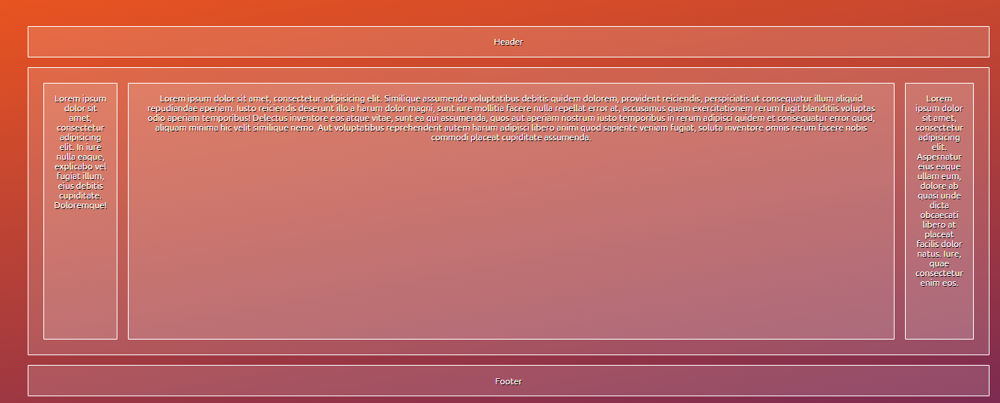 Header
Lorem ipsum
dolor sit
amet,
consectetur
adipisicing
elit. In iure
nulla eaque,
explicabo vel
fugiat illum,
eius debitis
cupiditate.
Doloremque!
Lorem ipsum dolor sit amet, consectetur adipisicing elit. Similique assumenda voluptatibus debitis quidem dolorem, provident reiciendis, perspiciatis ut consequatur illum aliquid
repudiandae aperiam. Iusto reiciendis deserunt illo a harum dolor magni, sunt iure mollitia facere nulla repellat error at, accusamus quam exercitationem rerum fugit blanditiis voluptas
odio aperiam temporibus! Delectus inventore eos atque vitae, sunt ea qui assumenda, quos aut aperiam nostrum iusto temporibus in rerum adipisci quidem et consequatur error quod,
aliquam minima hic velit similique nemo. Aut voluptatibus reprehenderit autem harum adipisci libero animi quod sapiente veniam fugiat, soluta inventore omnis rerum facere nobis
commodi placeat cupiditate assumenda.
Lorem
ipsum dolor
sit amet,
consectetur
adipisicing
elit.
Aspernatur
eius eaque
ullam eum,
dolore ab
quasi unde
dicta
obcaecati
libero at
placeat
facilis dolor
natus. Iure,
quae
consectetur
enim eos.
Footer